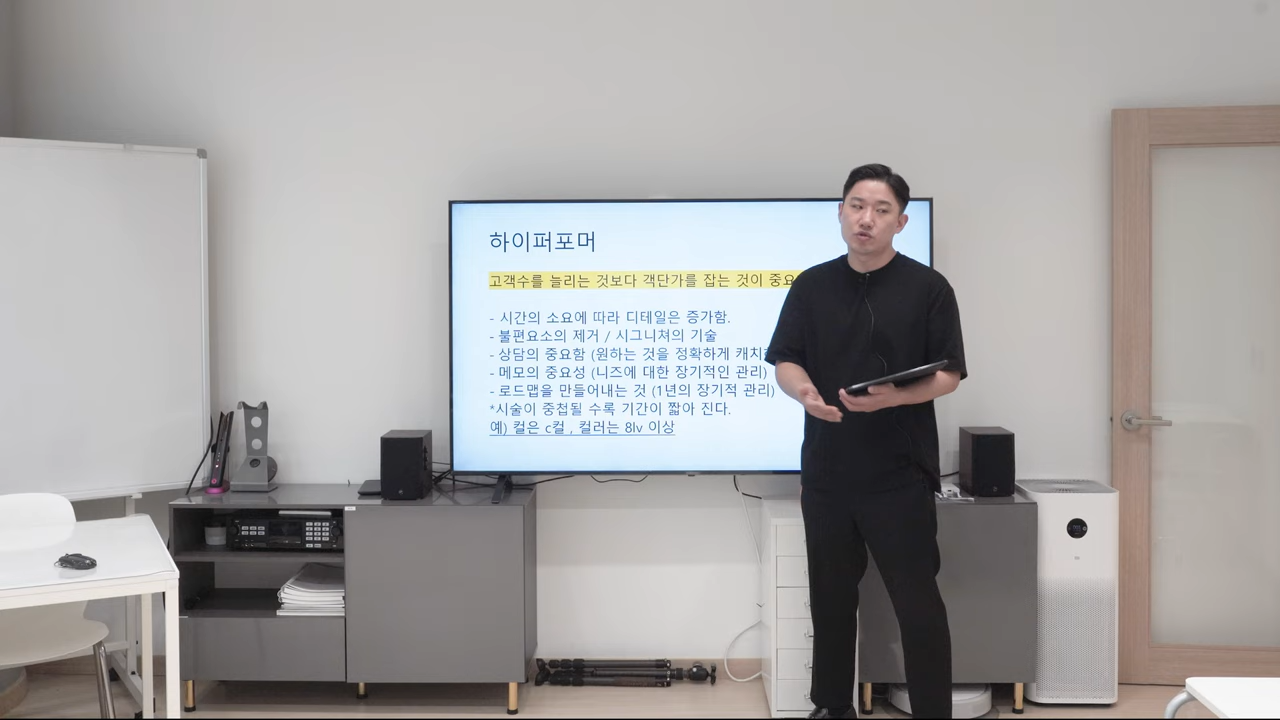 하이퍼포머
고객수를 늘리는 것보다 객단가를 잡는 것이 중요
- 시간의 소요에 따라 디테일은 증가함.
- 불편요소의 제거 / 시그니쳐의 기술
- 상담의 중요함 (원하는 것을 정확하게 캐치
- 메모의 중요성 (니즈에 대한 장기적인 관리)
- 로드맵을 만들어내는 것 (1년의 장기적 관리)
*시술이 중첩될 수록 기간이 짧아 진다.
예) 컬은 c컬 , 컬러는 8lv 이상